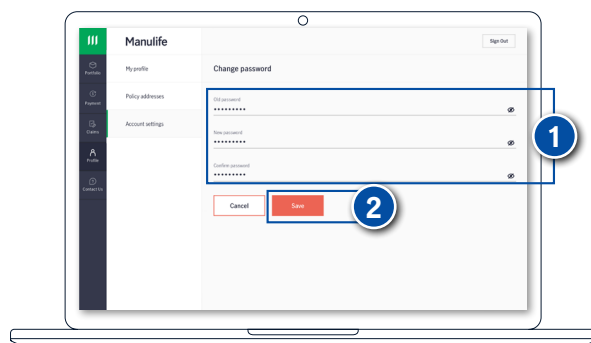 Manulife
Sign Out
Portfolio
My profile
Change password
Payment
Policy addresses
Old password
•••••••••
Claims
Account settings
New password
•••••••••
1
Profile
Confirm password
•••••••••
Contact Us
Cancel
Save
2